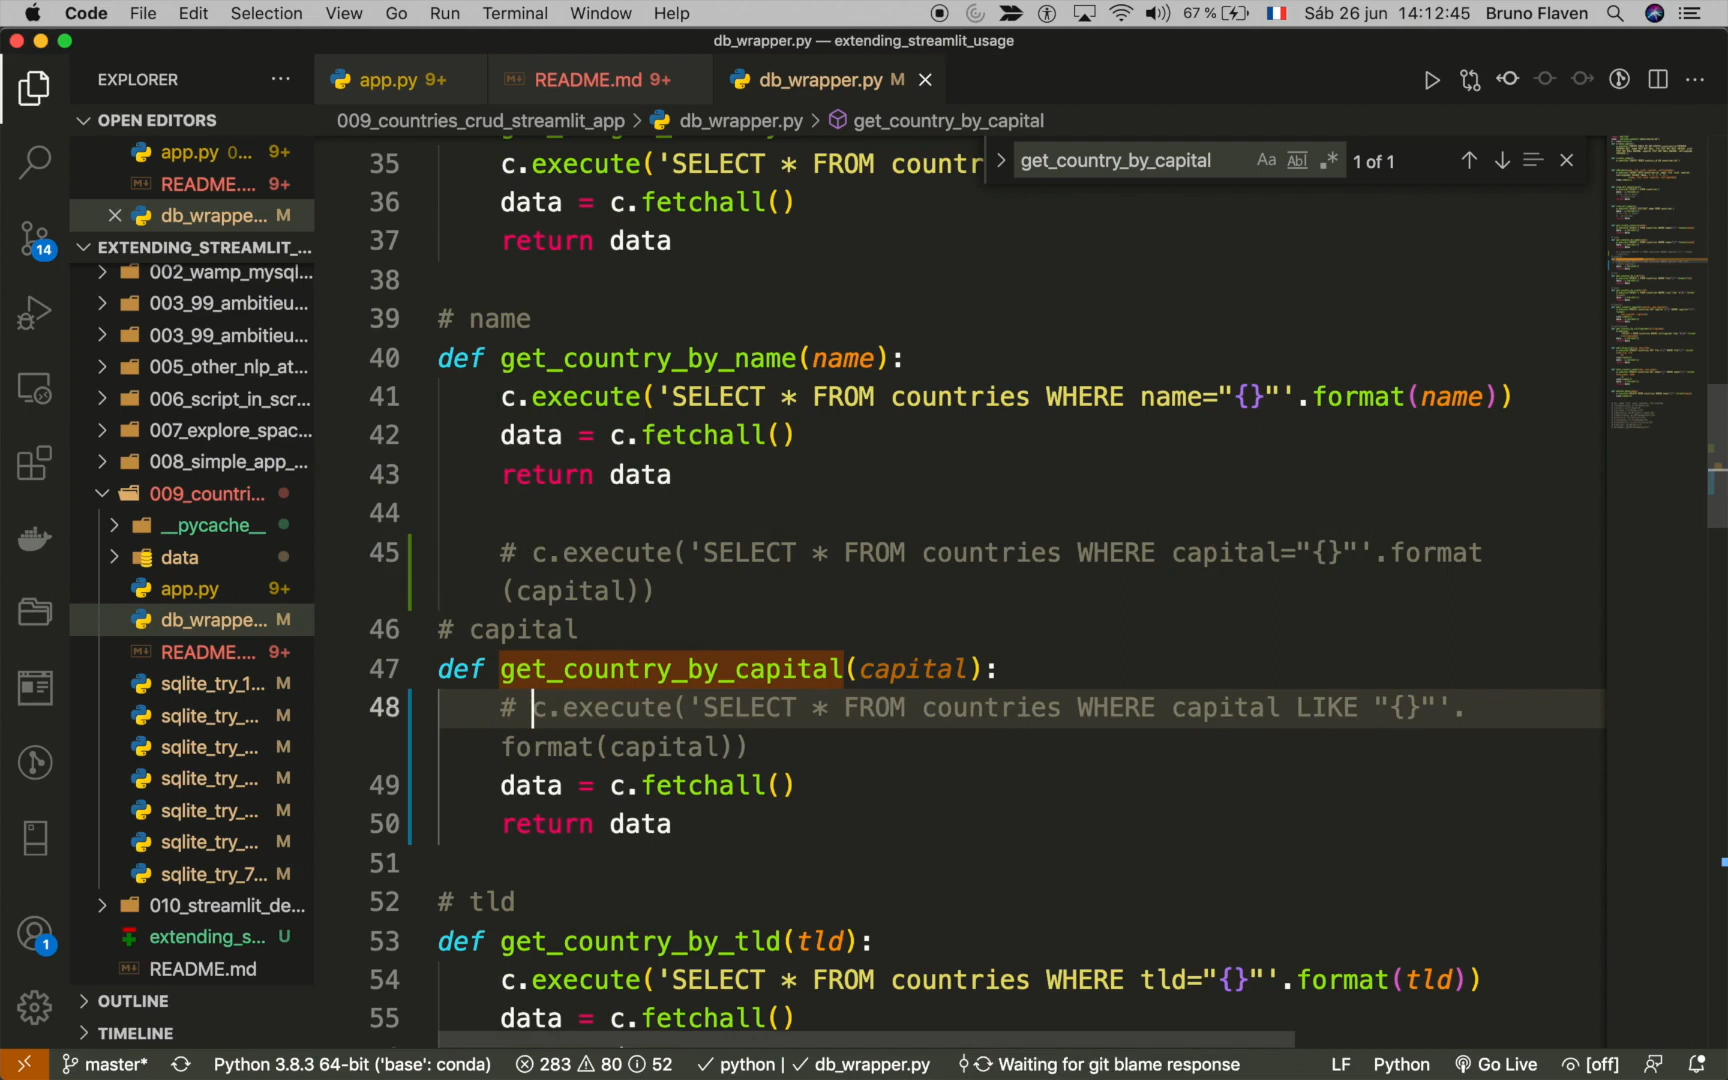 Code File Edit Selection View Go Run Terminal Window Help 67 % Sáb 26 jun 14:12:45 Bruno Flaven
db_wrapper.py — extending_streamlit_usage
EXPLORER ...
app.py 9+ README.md 9+ db_wrapper.py M
OPEN EDITORS
009_countries_crud_streamlit_app > db_wrapper.py > get_country_by_capital
app.py 0... 9+
README.... 9+
db_wrappe... M
get_country_by_capital Aa Abl .* 1 of 1
EXTENDING_STREAMLIT_...
002_wamp_mysql...
003_99_ambitieu...
003_99_ambitieu...
005_other_nlp_at...
006_script_in_scr...
007_explore_spac...
008_simple_app_...
009_countri...
__pycache__
data
app.py 9+
db_wrappe... M
README.... 9+
sqlite_try_1... M
sqlite_try_... M
sqlite_try_... M
sqlite_try_... M
sqlite_try_... M
sqlite_try_... M
sqlite_try_7... M
010_streamlit_de...
extending_s... U
README.md
OUTLINE
TIMELINE
14
1
35 c.execute('SELECT * FROM countr
36 data = c.fetchall()
37 return data
38
39 # name
40 def get_country_by_name(name):
41 c.execute('SELECT * FROM countries WHERE name="{}"'.format(name))
42 data = c.fetchall()
43 return data
44
45 # c.execute('SELECT * FROM countries WHERE capital="{}"'.format
(capital))
46 # capital
47 def get_country_by_capital(capital):
48 # c.execute('SELECT * FROM countries WHERE capital LIKE "{}"'.
format(capital))
49 data = c.fetchall()
50 return data
51
52 # tld
53 def get_country_by_tld(tld):
54 c.execute('SELECT * FROM countries WHERE tld="{}"'.format(tld))
55 data = c.fetchall()
master* Python 3.8.3 64-bit ('base': conda) 283 80 52 ✓ python | ✓ db_wrapper.py Waiting for git blame response LF Python Go Live [off]